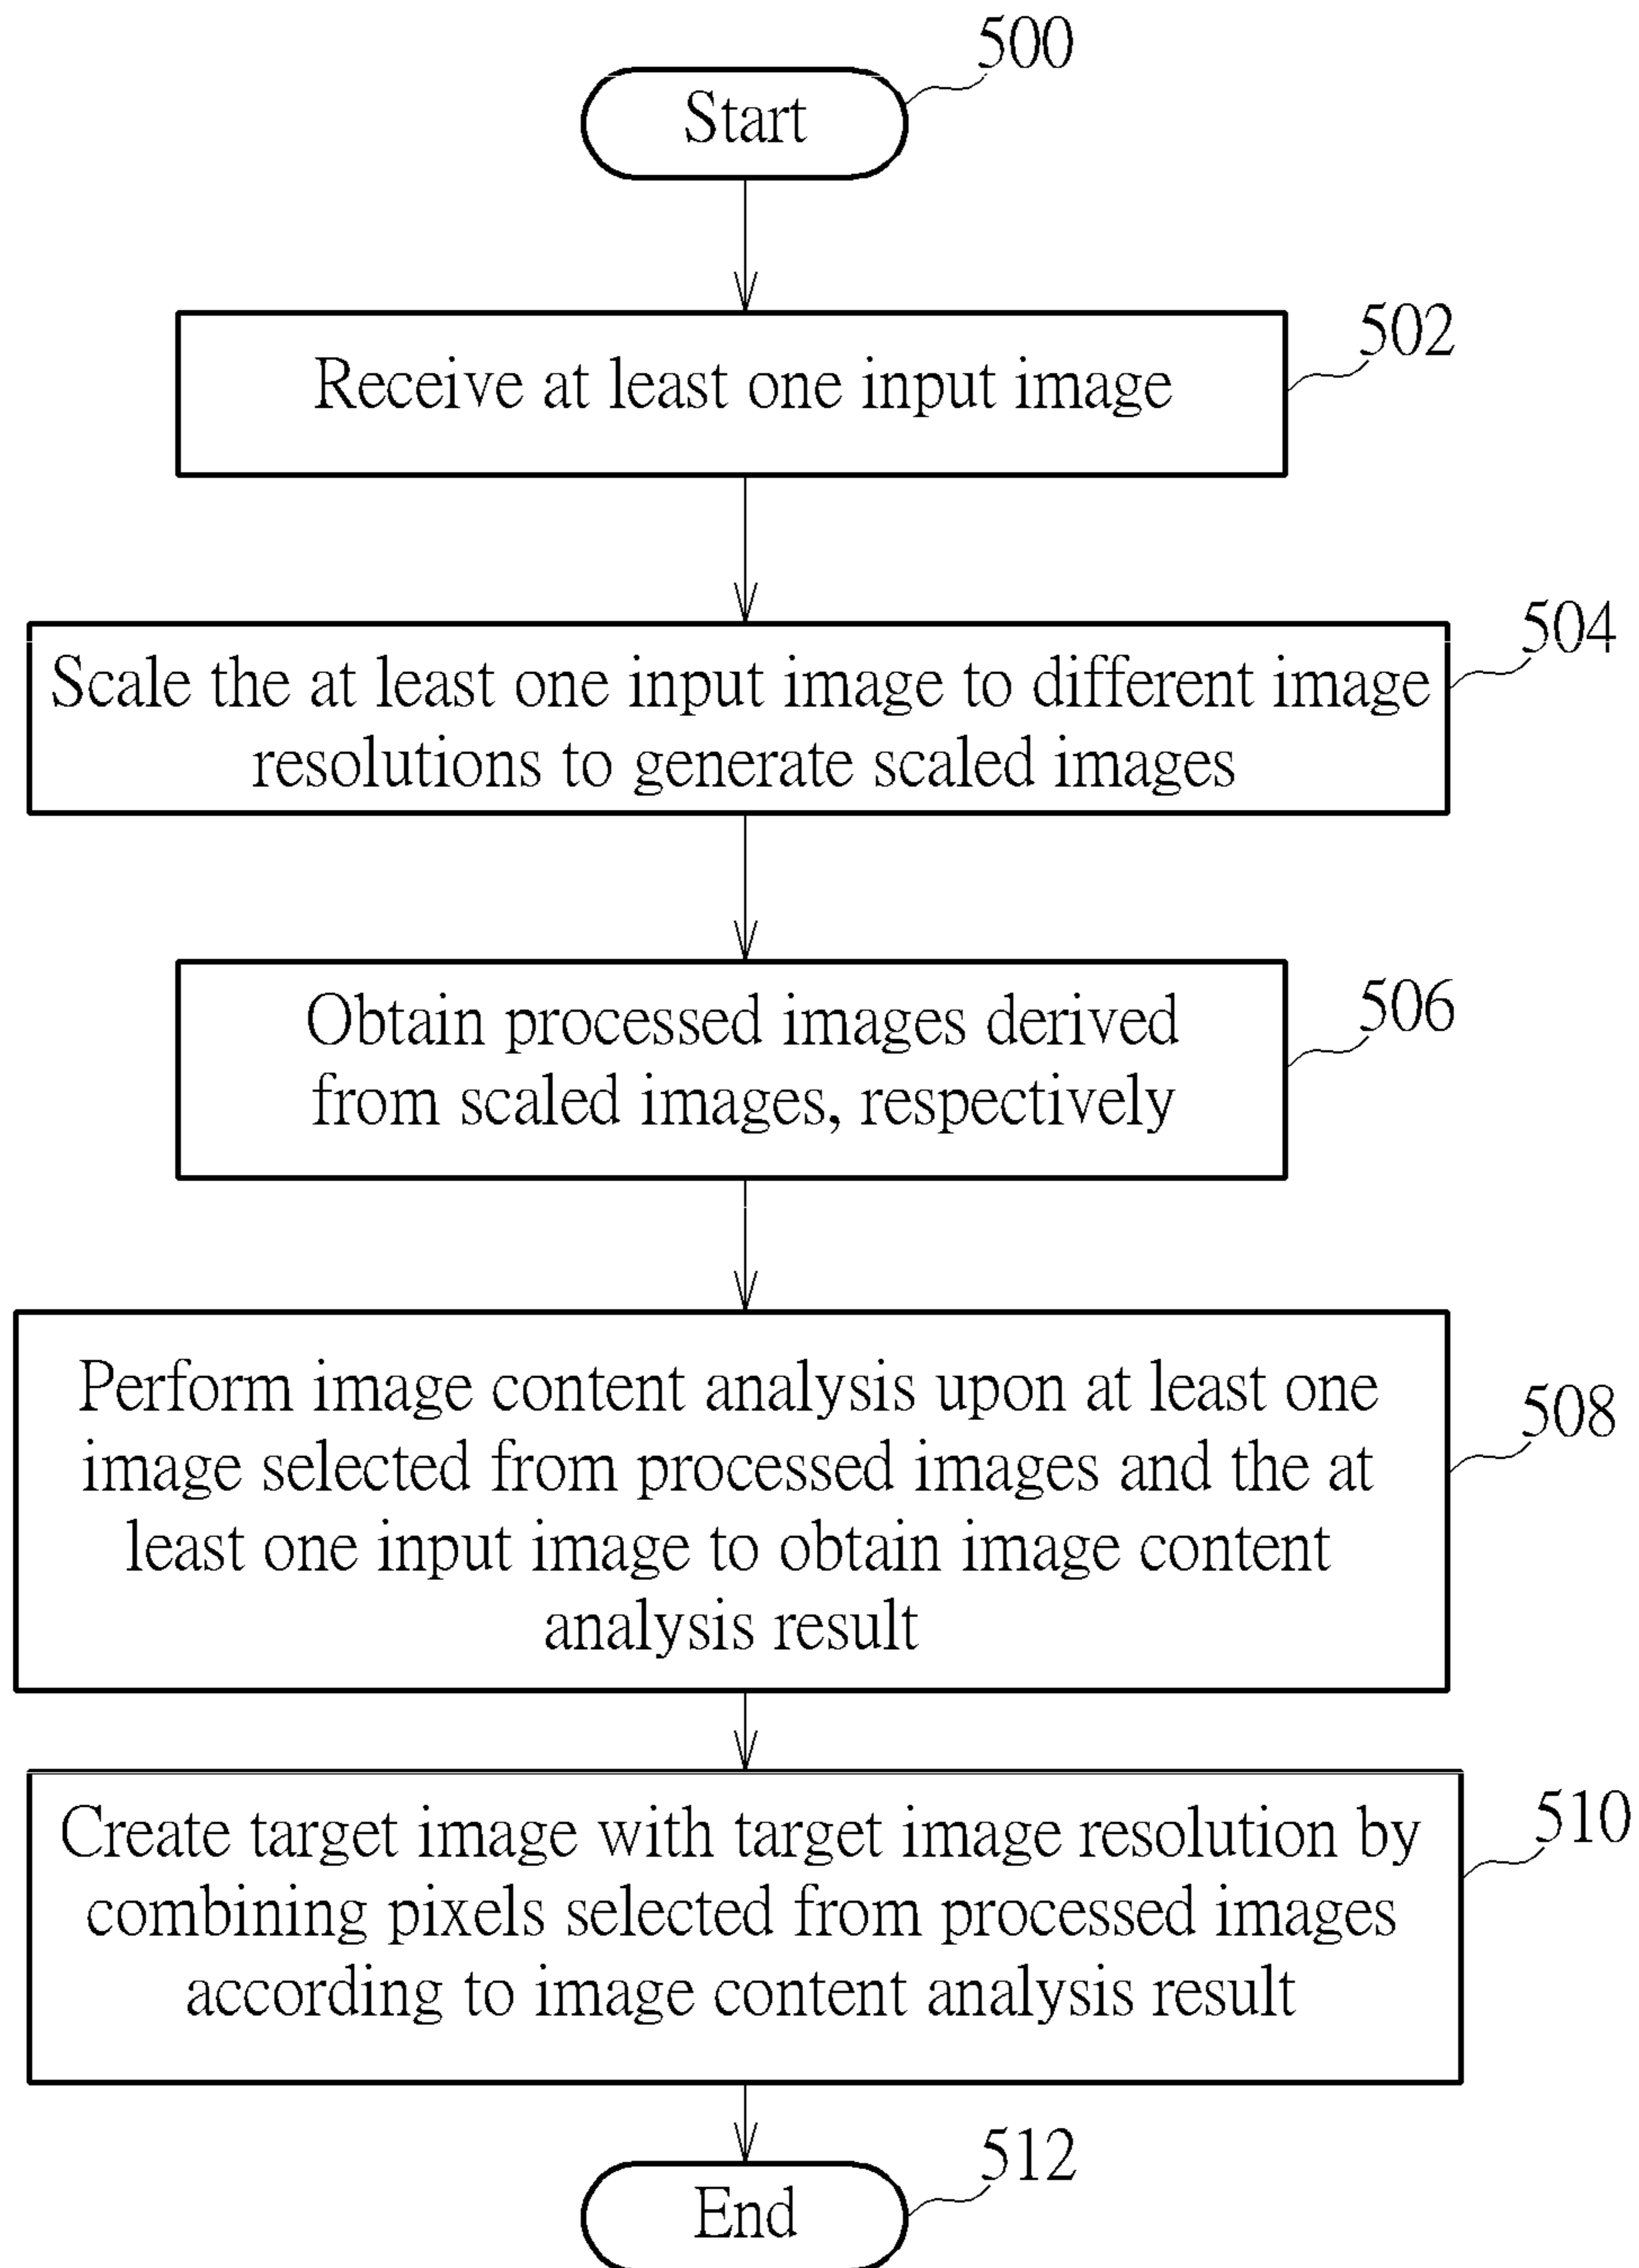 500
Start
502
Receive at least one input image
504
Scale the at least one input image to different image
resolutions to generate scaled images
506
Obtain processed images derived
from scaled images, respectively
508
Perform image content analysis upon at least one
image selected from processed images and the at
least one input image to obtain image content
analysis result
510
Create target image with target image resolution by
combining pixels selected from processed images
according to image content analysis result
512
End